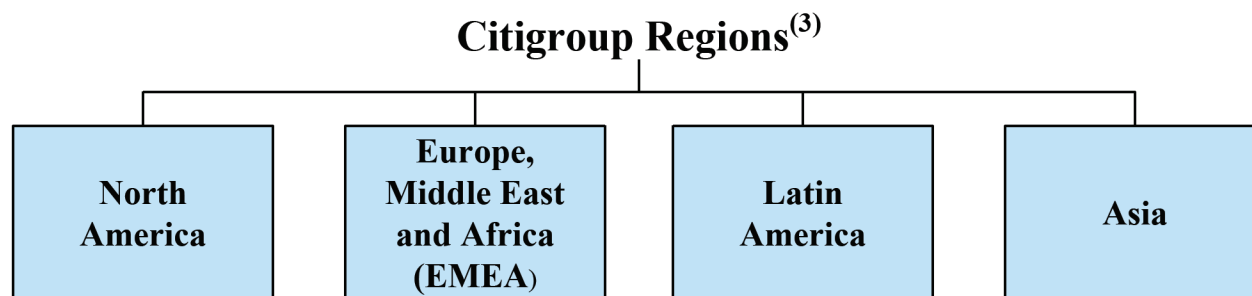 Citigroup Regions(3)
North
America
Europe,
Middle East
and Africa
(EMEA)
Latin
America
Asia